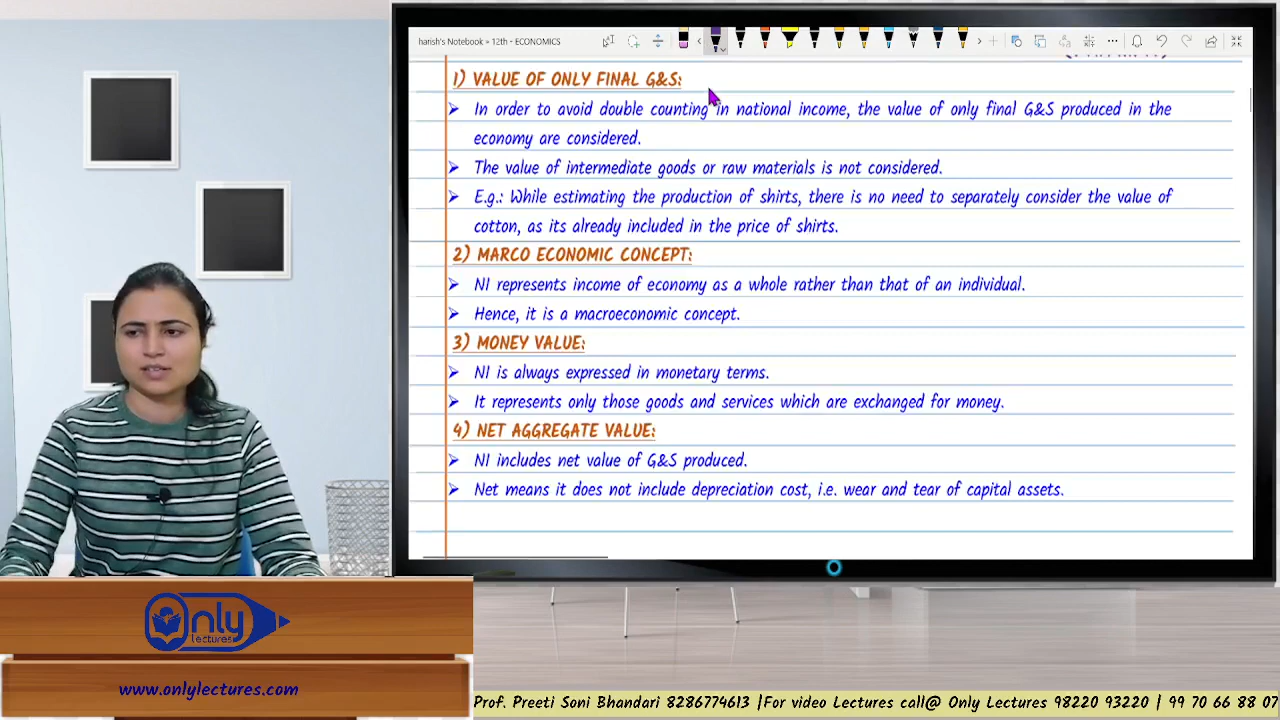 harish's Notebook » 12th - ECONOMICS
1) VALUE OF ONLY FINAL G&S:
➢ In order to avoid double counting in national income, the value of only final G&S produced in the
economy are considered.
➢ The value of intermediate goods or raw materials is not considered.
➢ E.g.: While estimating the production of shirts, there is no need to separately consider the value of
cotton, as its already included in the price of shirts.
2) MARCO ECONOMIC CONCEPT:
➢ NI represents income of economy as a whole rather than that of an individual.
➢ Hence, it is a macroeconomic concept.
3) MONEY VALUE:
➢ NI is always expressed in monetary terms.
➢ It represents only those goods and services which are exchanged for money.
4) NET AGGREGATE VALUE:
➢ NI includes net value of G&S produced.
➢ Net means it does not include depreciation cost, i.e. wear and tear of capital assets.
Only
lectures
www.onlylectures.com
Prof. Preeti Soni Bhandari 8286774613 |For video Lectures call@ Only Lectures 98220 93220 | 99 70 66 88 07